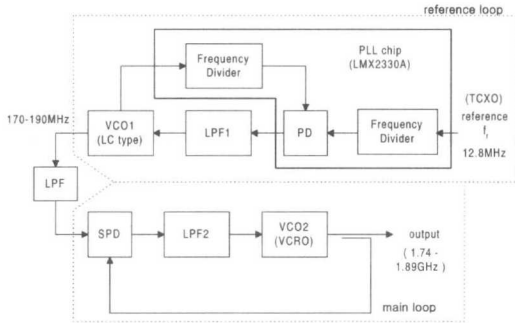 reference loop
PLL chip
(LMX2330A)
Frequency
Divider
(TCXO)
reference
fr
12.8MHz
170-190MHz
VCO1
(LC type)
LPF1
PD
Frequency
Divider
LPF
SPD
LPF2
VCO2
(VCRO)
output
( 1.74 -
1.89GHz)
main loop